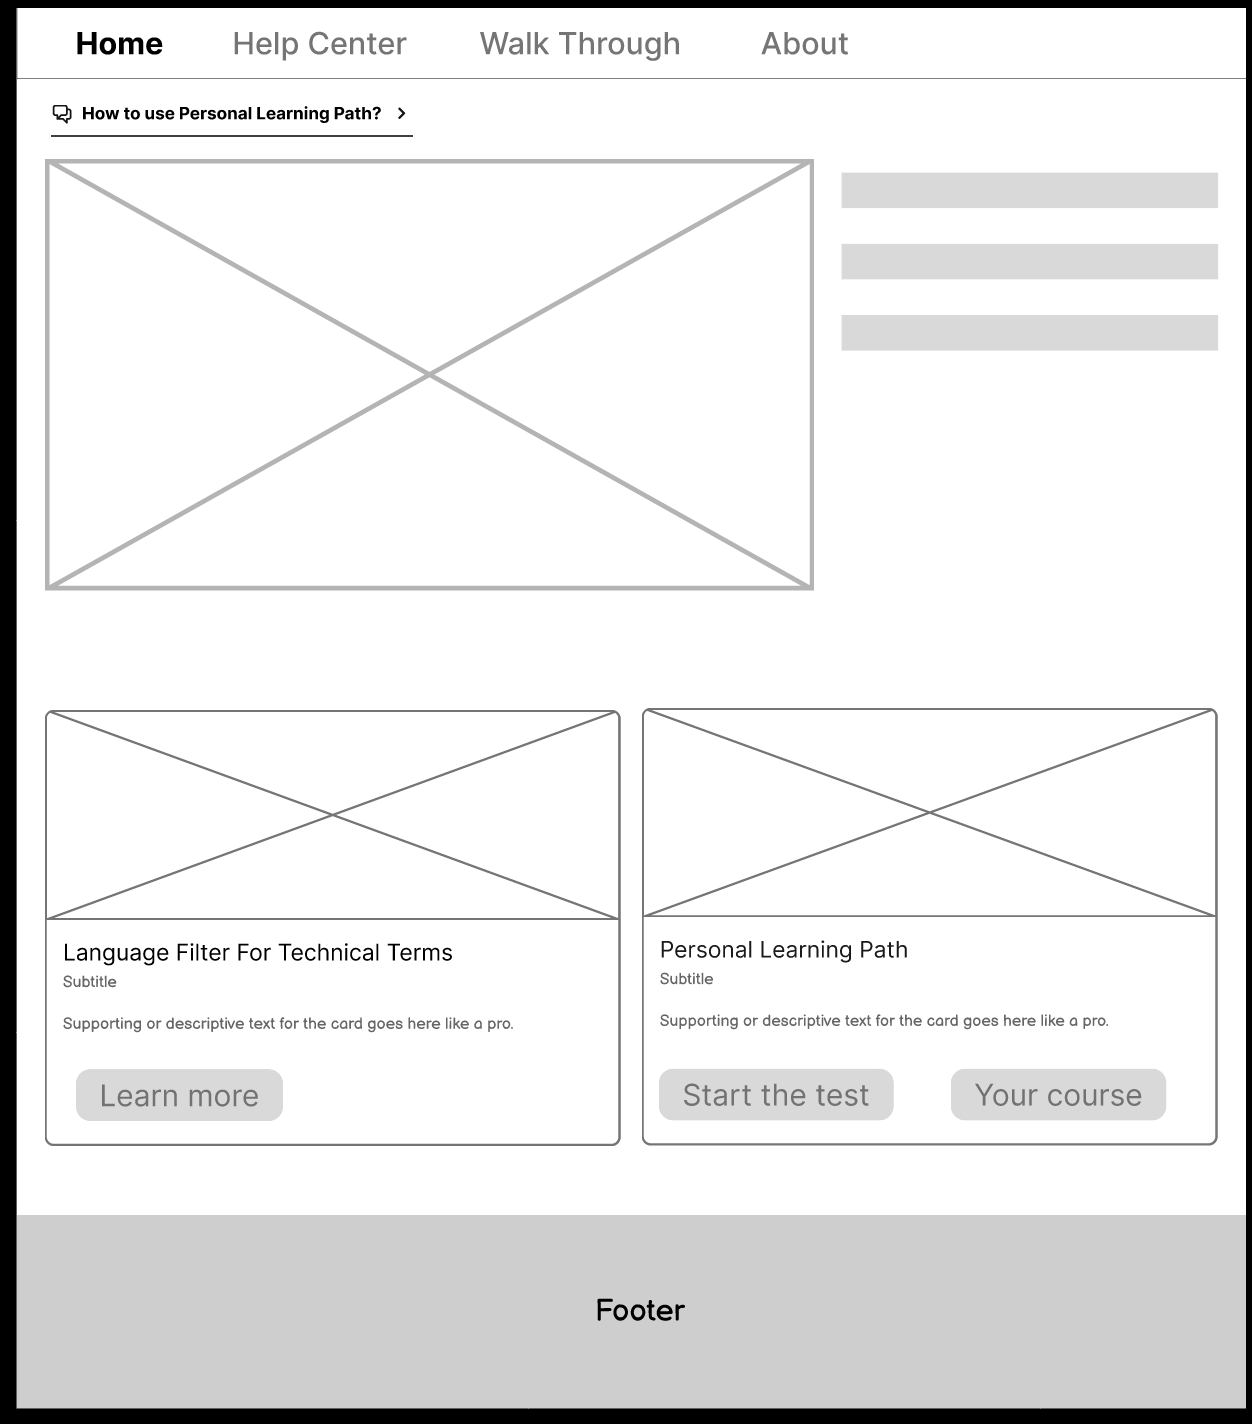 Home Help Center Walk Through About
How to use Personal Learning Path?
Language Filter For Technical Terms
Subtitle
Supporting or descriptive text for the card goes here like a pro.
Learn more
Personal Learning Path
Subtitle
Supporting or descriptive text for the card goes here like a pro.
Start the test Your course
Footer